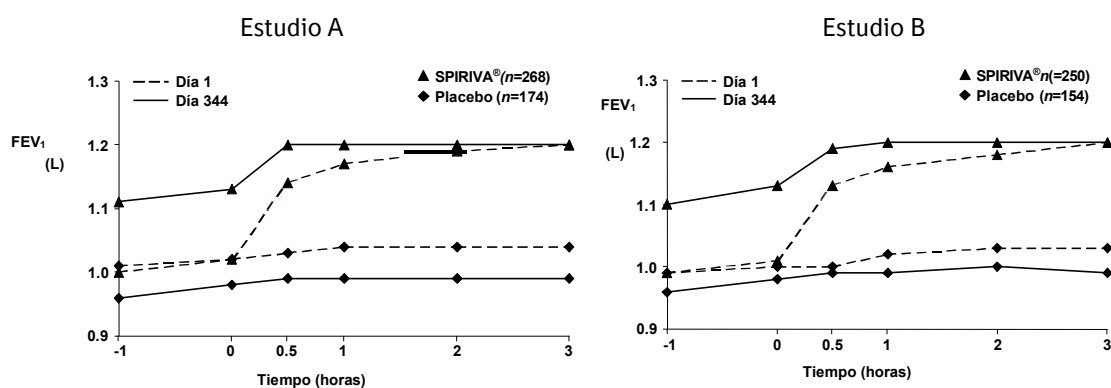 Estudio A
Día 1
Día 344
SPIRIVA® (n=268)
Placebo (n=174)
FEV1
(L)
1.3
1.2
1.1
1.0
0.9
-1 0 0.5 1 2 3
Tiempo (horas)
Estudio B
Día 1
Día 344
SPIRIVA® n(=250)
Placebo (n=154)
FEV1
(L)
1.3
1.2
1.1
1.0
0.9
-1 0 0.5 1 2 3
Tiempo (horas)